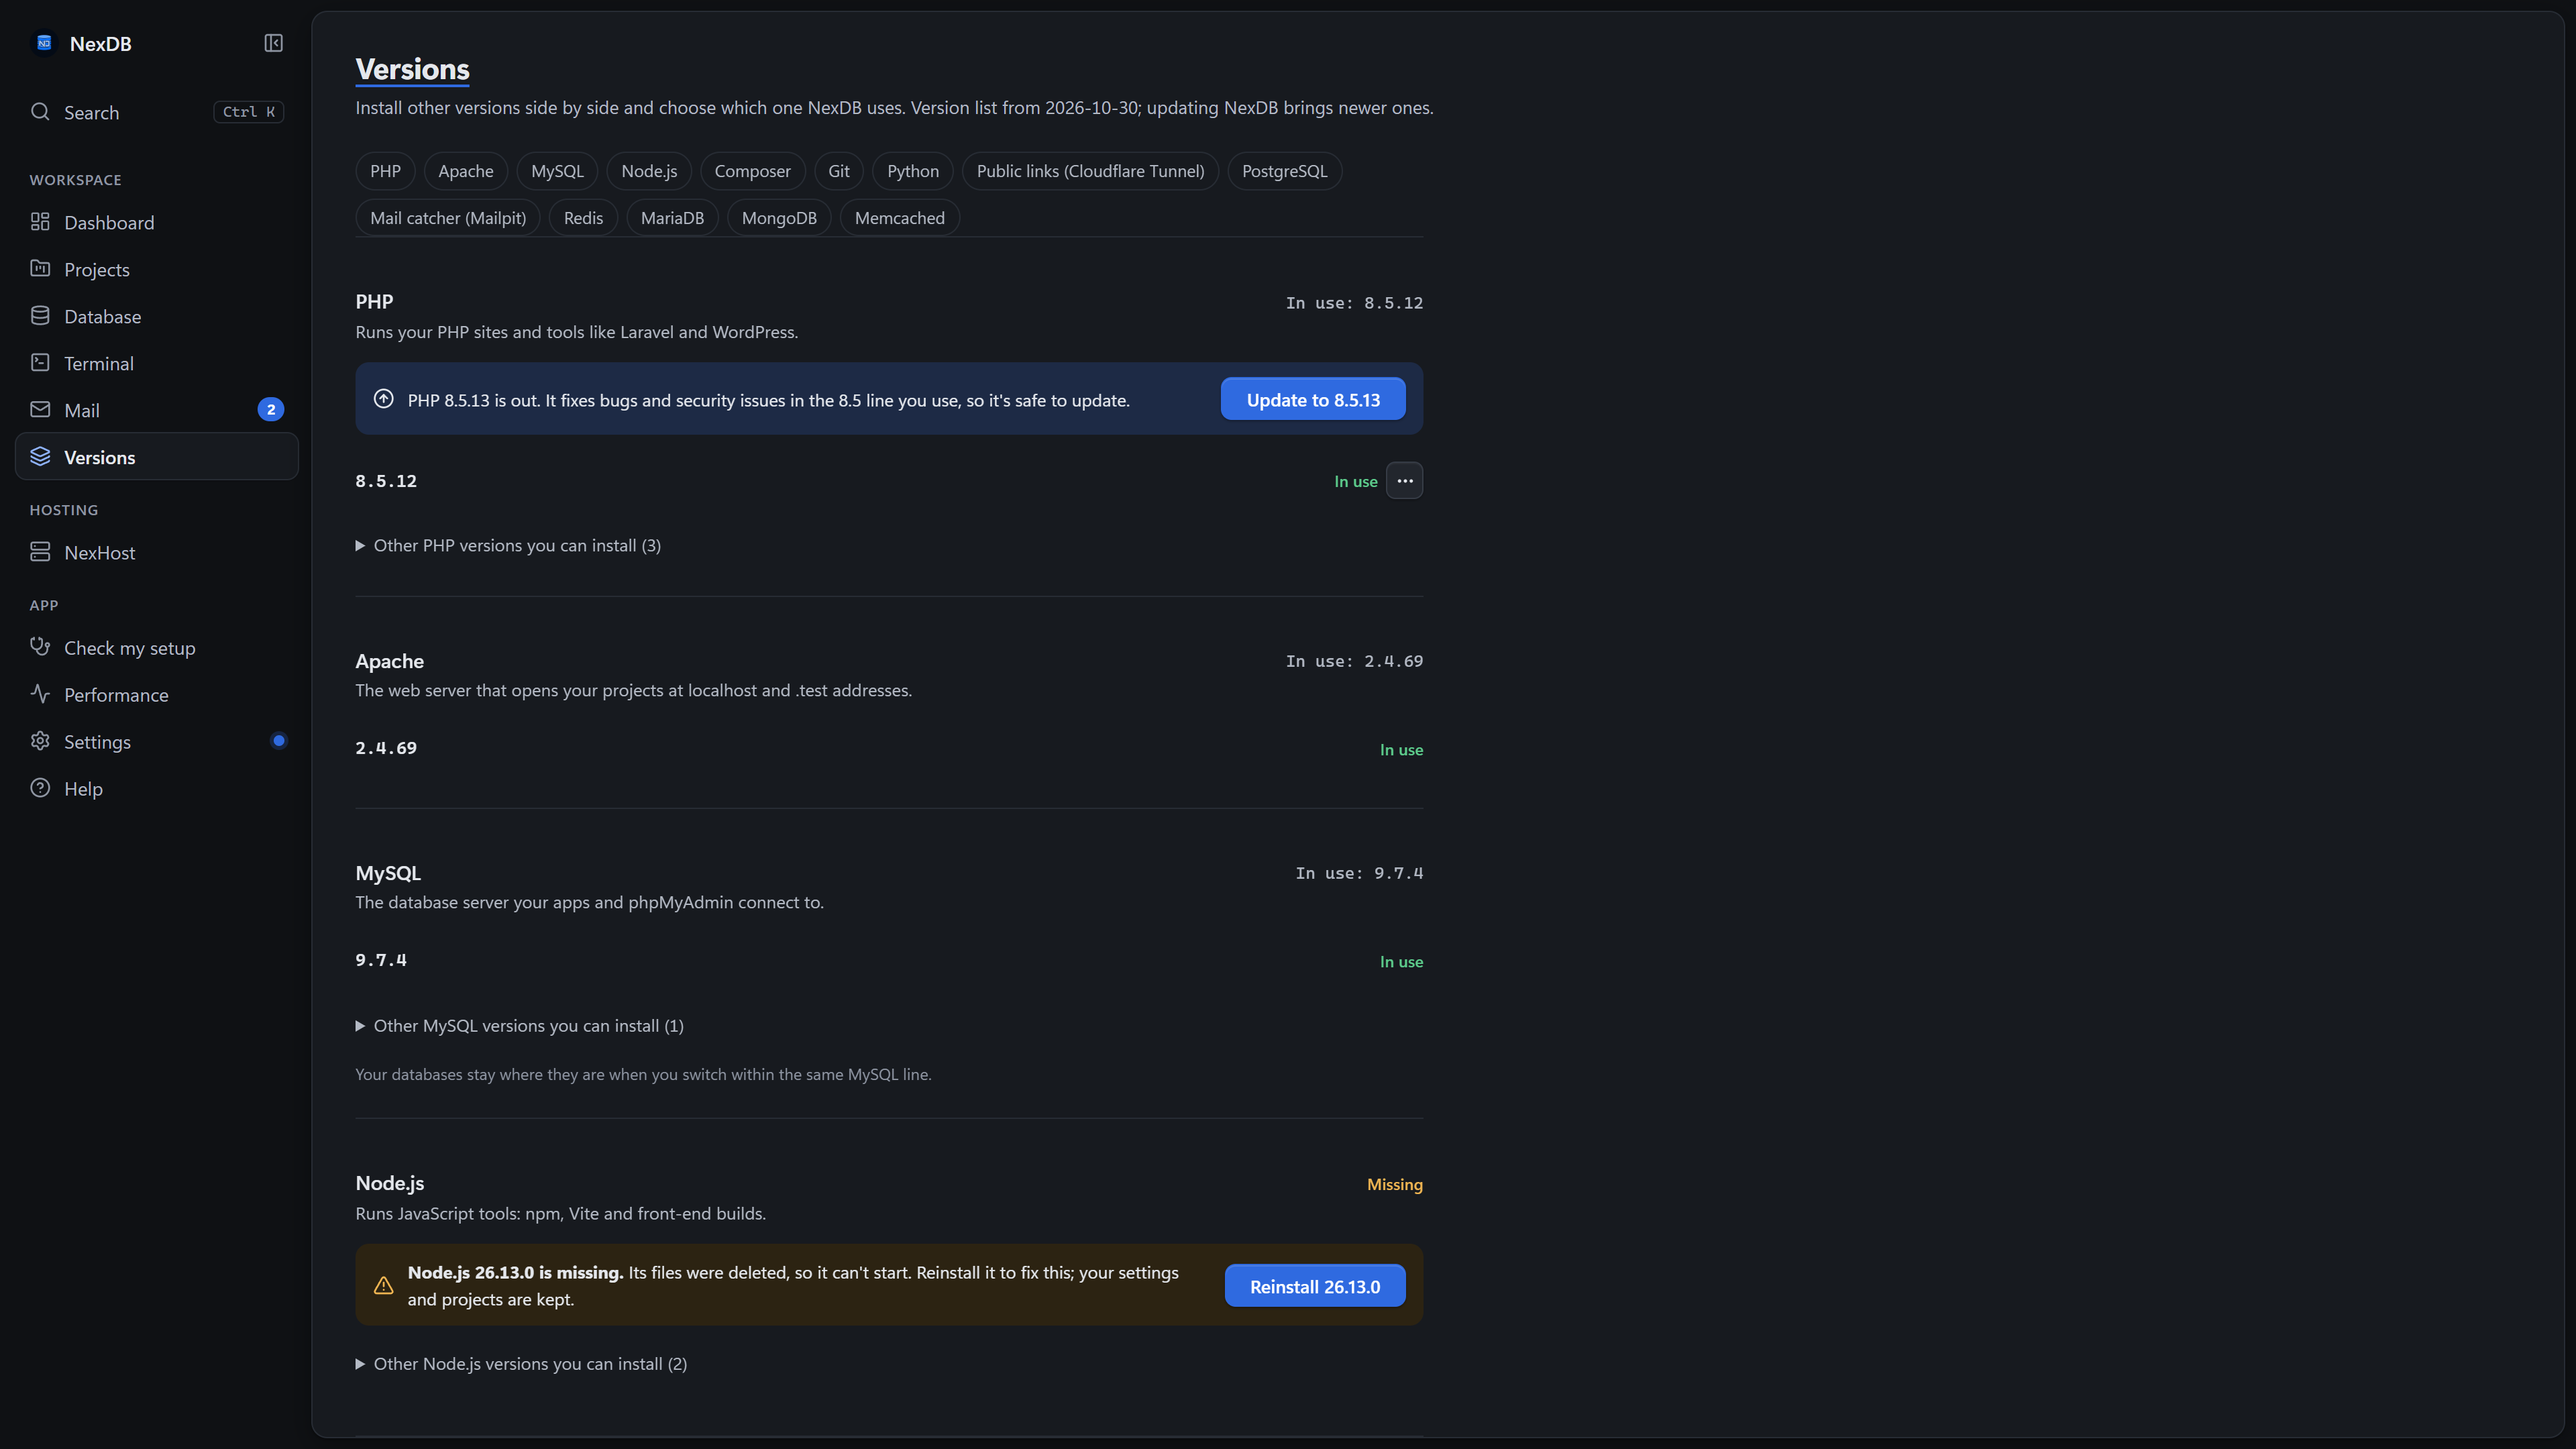 NexDB
Search
Ctrl K
WORKSPACE
Dashboard
Projects
Database
Terminal
Mail
2
Versions
HOSTING
NexHost
APP
Check my setup
Performance
Settings
Help
Versions
Install other versions side by side and choose which one NexDB uses. Version list from 2026-10-30; updating NexDB brings newer ones.
PHP Apache MySQL Node.js Composer Git Python Public links (Cloudflare Tunnel) PostgreSQL
Mail catcher (Mailpit) Redis MariaDB MongoDB Memcached
PHP In use: 8.5.12
Runs your PHP sites and tools like Laravel and WordPress.
PHP 8.5.13 is out. It fixes bugs and security issues in the 8.5 line you use, so it's safe to update. Update to 8.5.13
8.5.12 In use
Other PHP versions you can install (3)
Apache In use: 2.4.69
The web server that opens your projects at localhost and .test addresses.
2.4.69 In use
MySQL In use: 9.7.4
The database server your apps and phpMyAdmin connect to.
9.7.4 In use
Other MySQL versions you can install (1)
Your databases stay where they are when you switch within the same MySQL line.
Node.js Missing
Runs JavaScript tools: npm, Vite and front-end builds.
Node.js 26.13.0 is missing. Its files were deleted, so it can't start. Reinstall it to fix this; your settings
and projects are kept.
Reinstall 26.13.0
Other Node.js versions you can install (2)